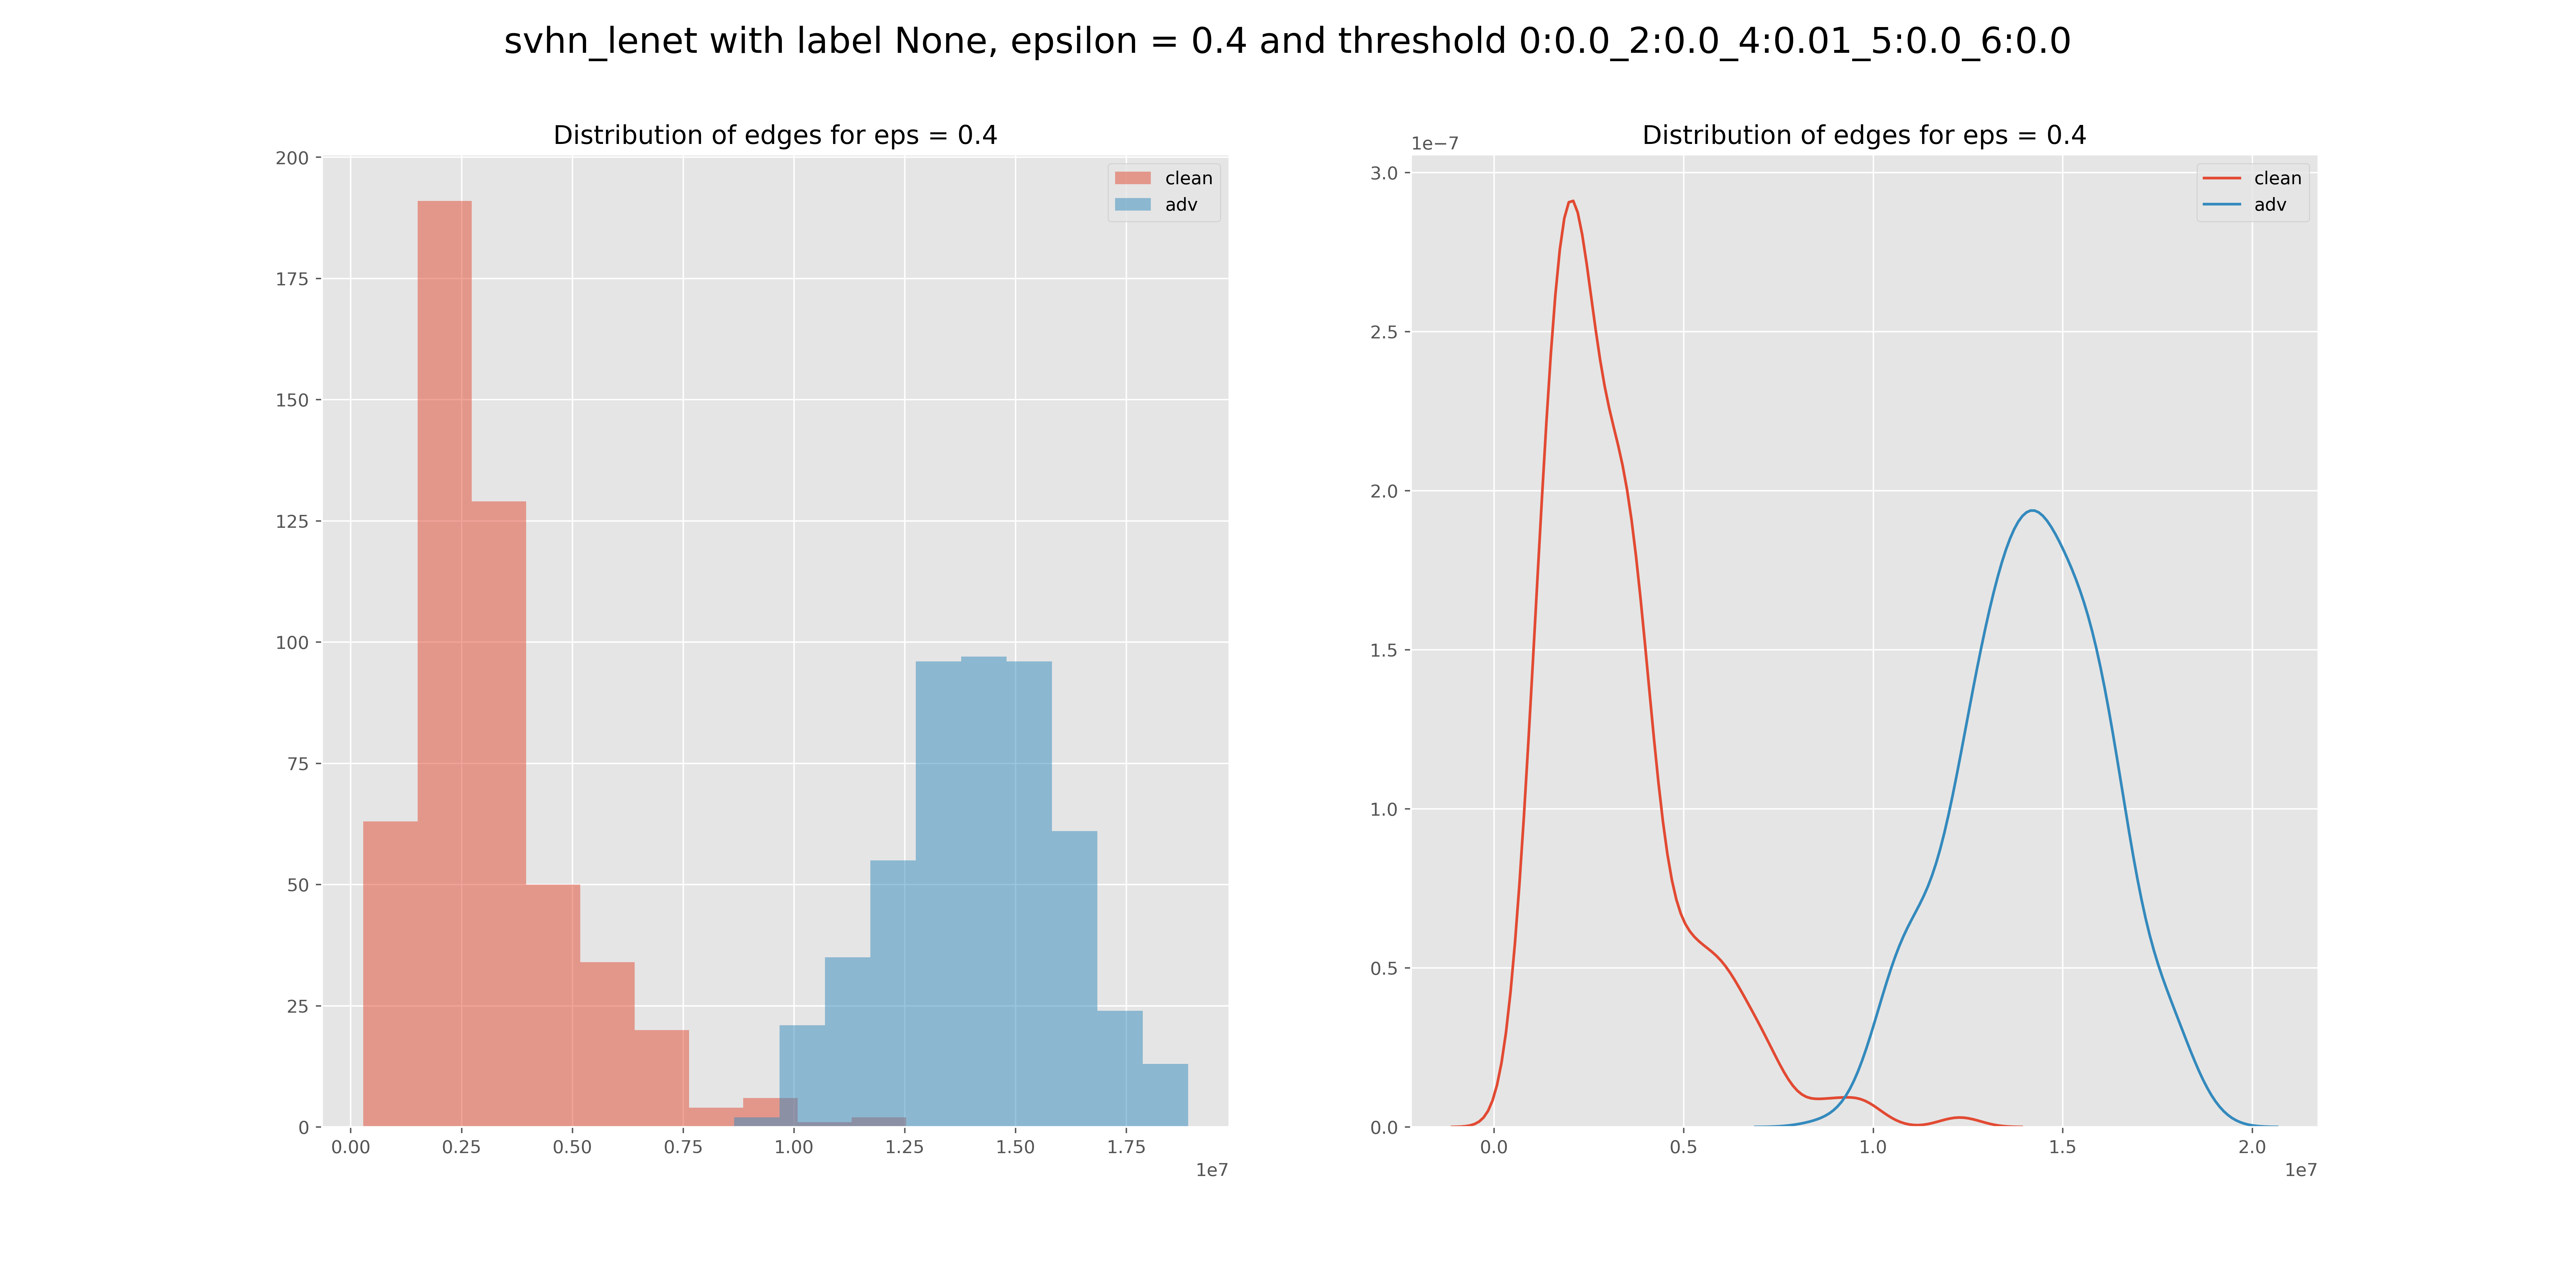 svhn_lenet with label None, epsilon = 0.4 and threshold 0:0.0_2:0.0_4:0.01_5:0.0_6:0.0
Distribution of edges for eps = 0.4
200
175
150
125
100
75
50
25
0
0.00 0.25 0.50 0.75 1.00 1.25 1.50 1.75
1e7
clean
adv
Distribution of edges for eps = 0.4
1e−7
3.0
2.5
2.0
1.5
1.0
0.5
0.0
0.0 0.5 1.0 1.5 2.0
1e7
clean
adv